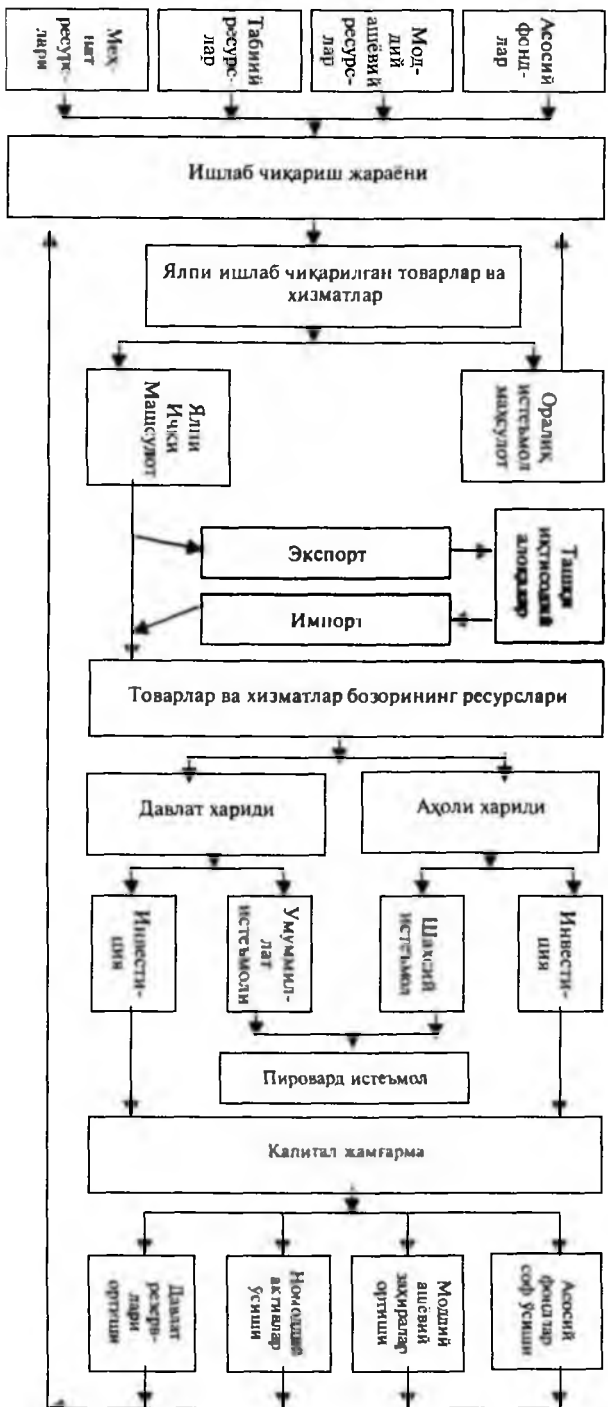 Меҳ-
нат
ресурс-
лари
Табиий
ресурс-
лар
Мод-
дий
ашёвий
ресурс-
лар
Асосий
фонд-
лар
Ишлаб чиқариш жараёни
Ялпи ишлаб чиқарилган товарлар ва
хизматлар
Ялпи
Ички
Маҳсулот
Оралиқ
истеъмол
маҳсулот
Экспорт
Импорт
Ташқи
иқтисодий
алоқалар
Товарлар ва хизматлар бозорининг ресурслари
Давлат хариди
Аҳоли хариди
Инвести-
ция
Умуммил-
лат
истеъмоли
Шахсий
истеъмол
Инвести-
ция
Пировард истеъмол
Капитал жамғарма
Давлат
резерв-
лари
ортиши
Номоддий
активлар
ўсиши
Моддий
ашёвий
заҳиралар
ортиши
Асосий
фондлар
соф ўсиши